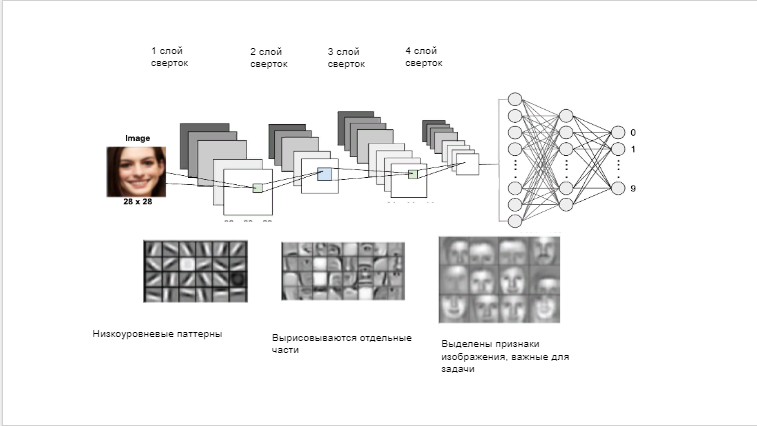 1 слой
сверток
2 слой
сверток
3 слой
сверток
4 слой
сверток
Image
28 x 28
0
1
9
Низкоуровневые паттерны
Вырисовываются отдельные
части
Выделены признаки
изображения, важные для
задачи